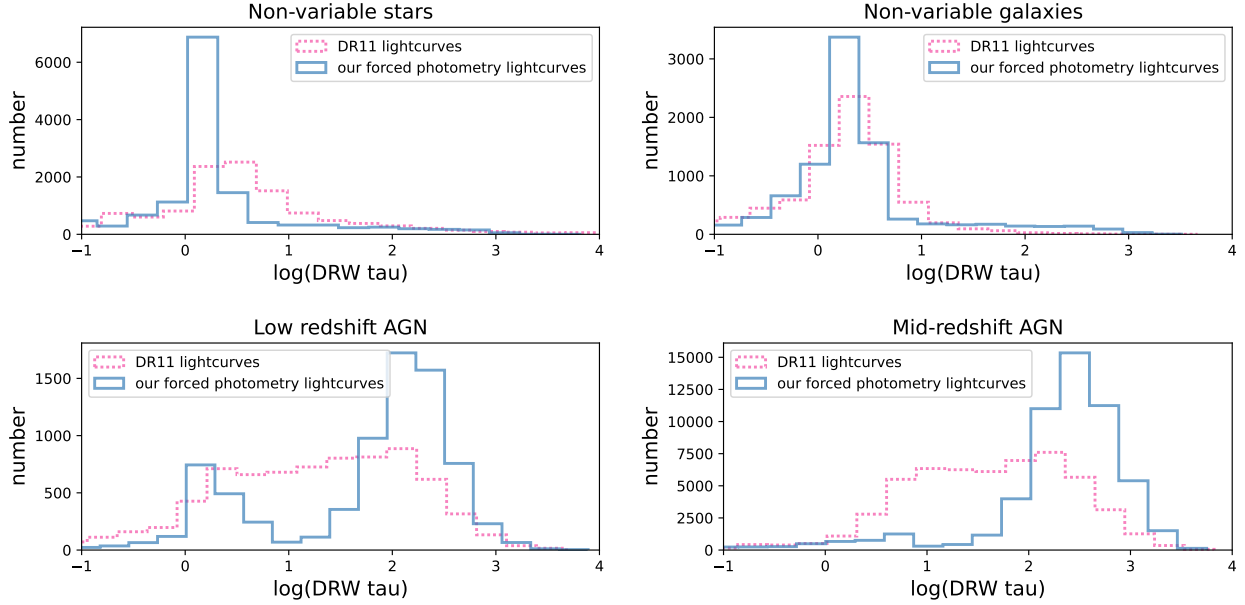 Non-variable stars
number
6000
4000
2000
0
DR11 lightcurves
our forced photometry lightcurves
−1 0 1 2 3 4
log(DRW tau)
Non-variable galaxies
number
3000
2000
1000
0
DR11 lightcurves
our forced photometry lightcurves
−1 0 1 2 3 4
log(DRW tau)
Low redshift AGN
number
1500
1000
500
0
DR11 lightcurves
our forced photometry lightcurves
−1 0 1 2 3 4
log(DRW tau)
Mid-redshift AGN
number
15000
12500
10000
7500
5000
2500
0
DR11 lightcurves
our forced photometry lightcurves
−1 0 1 2 3 4
log(DRW tau)